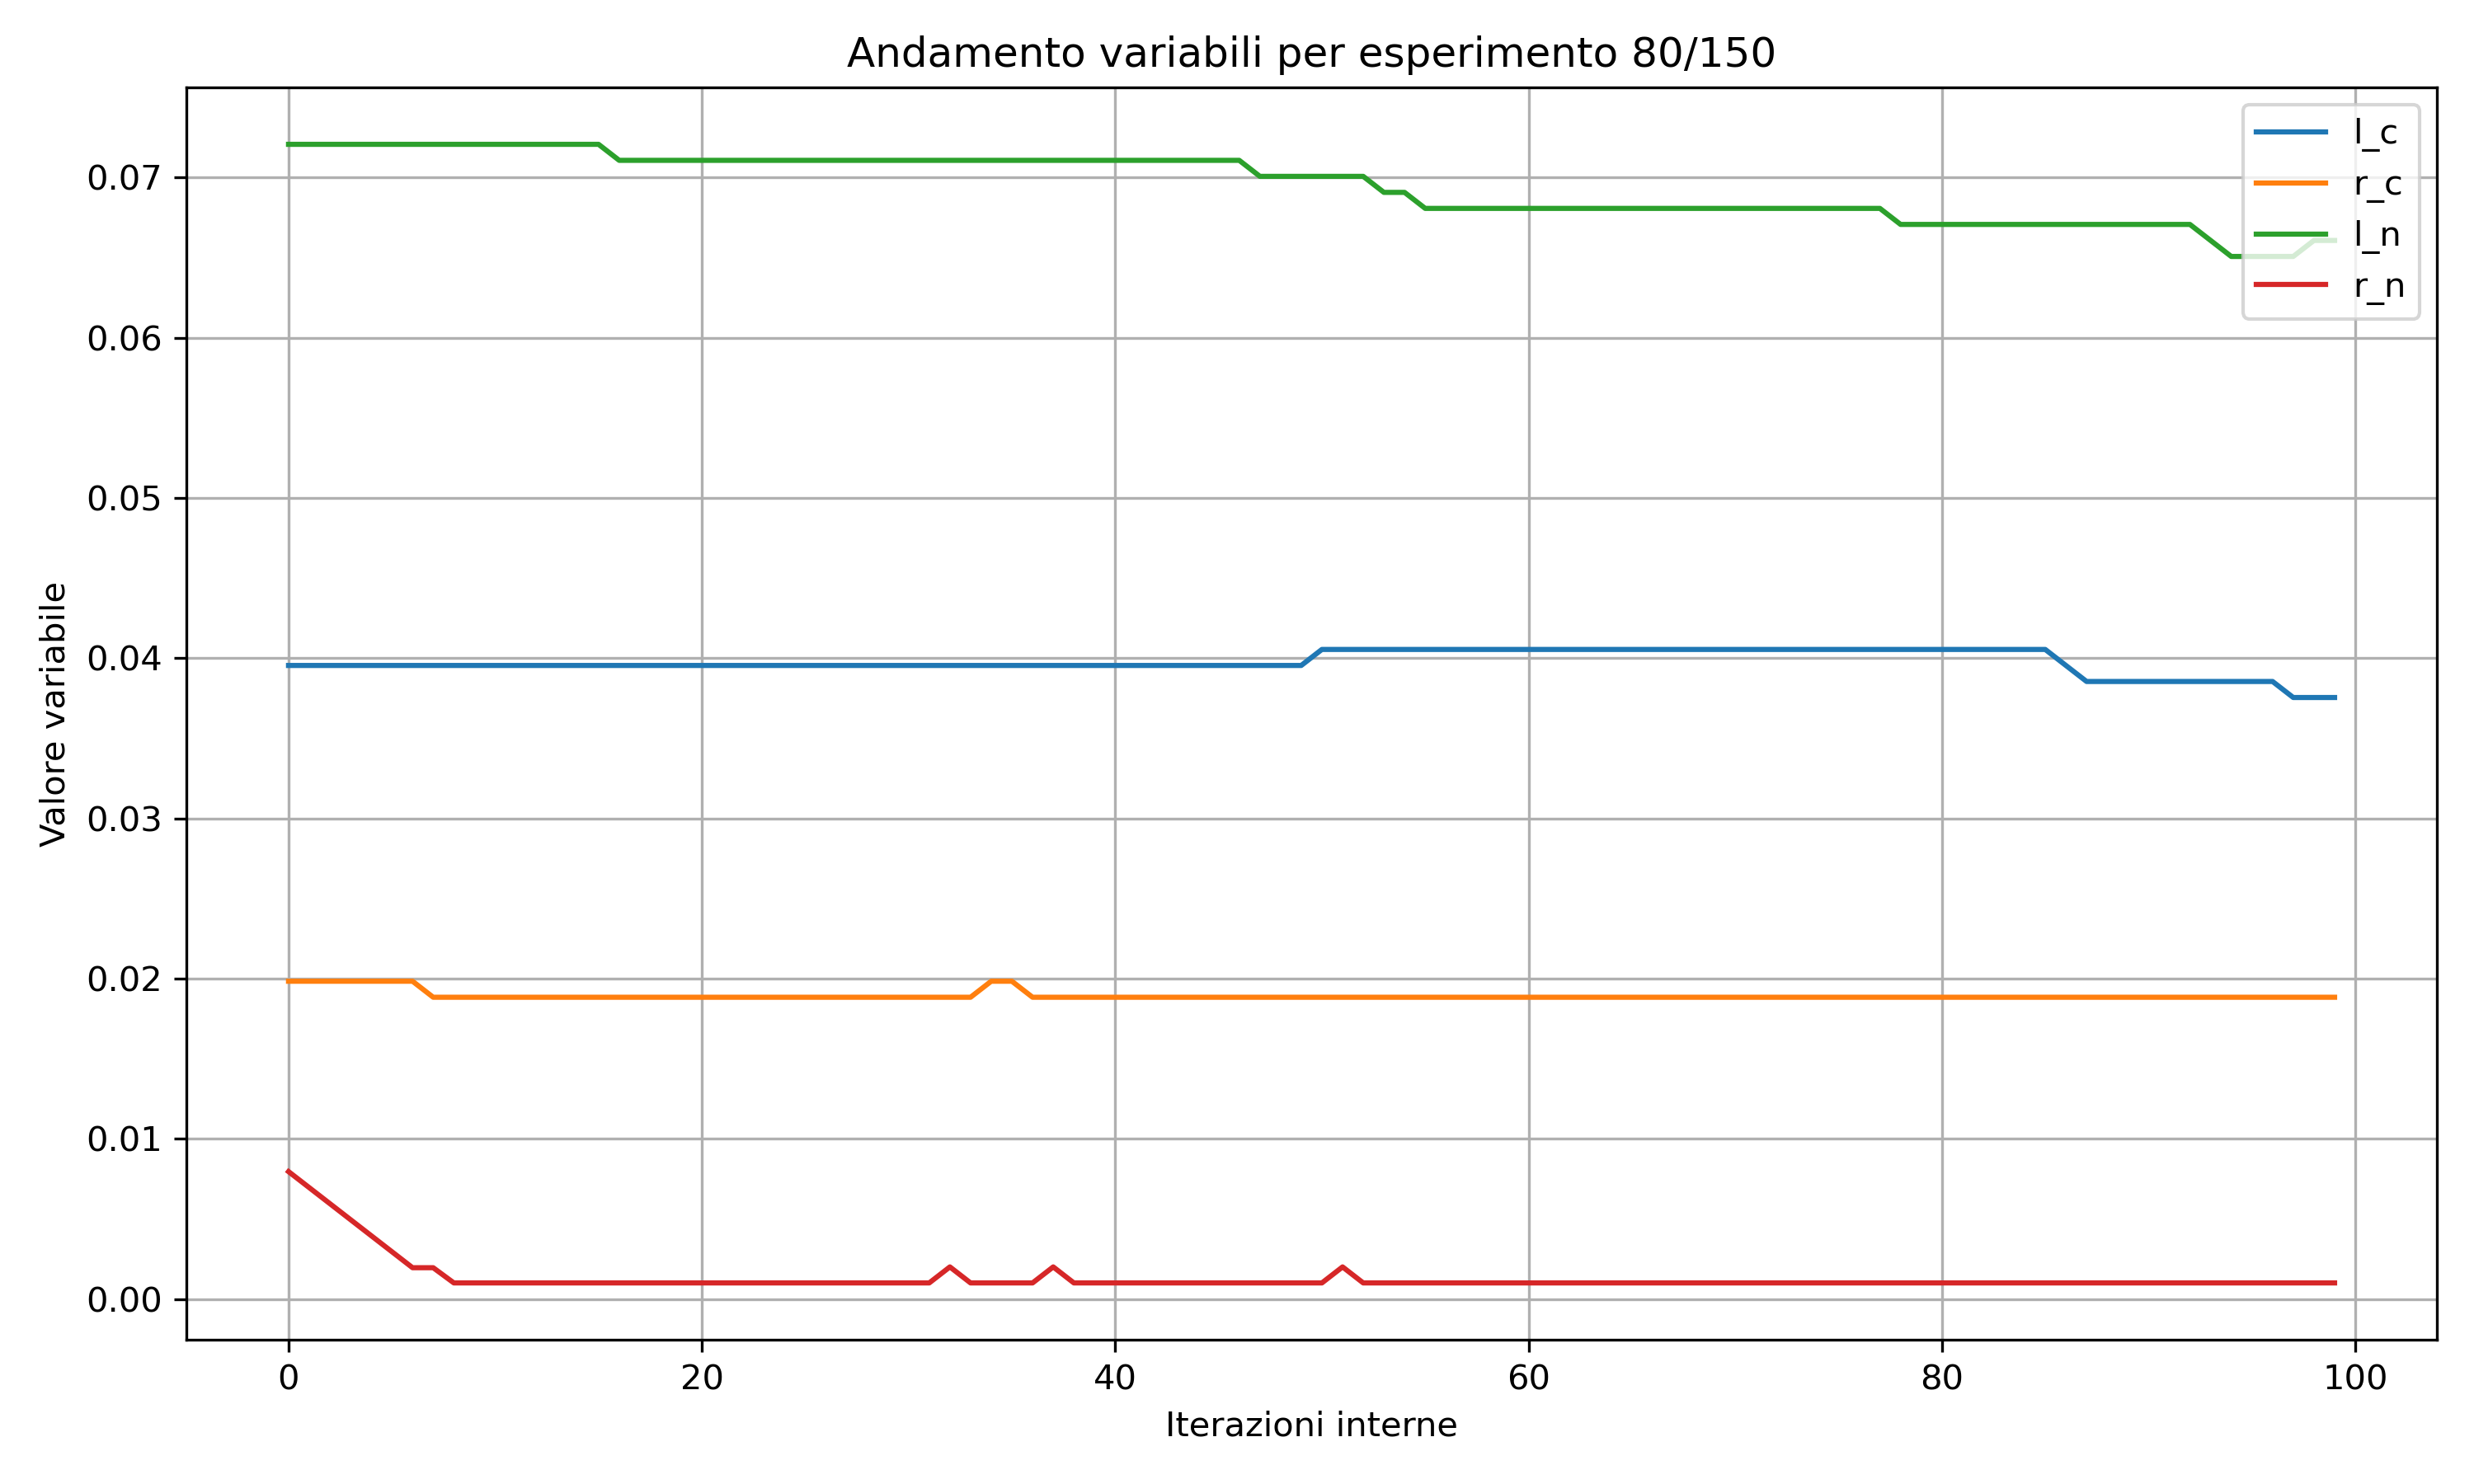 Andamento variabili per esperimento 80/150
l_c
r_c
l_n
r_n
0.07
0.06
0.05
0.04
0.03
0.02
0.01
0.00
Valore variabile
0 20 40 60 80 100
Iterazioni interne